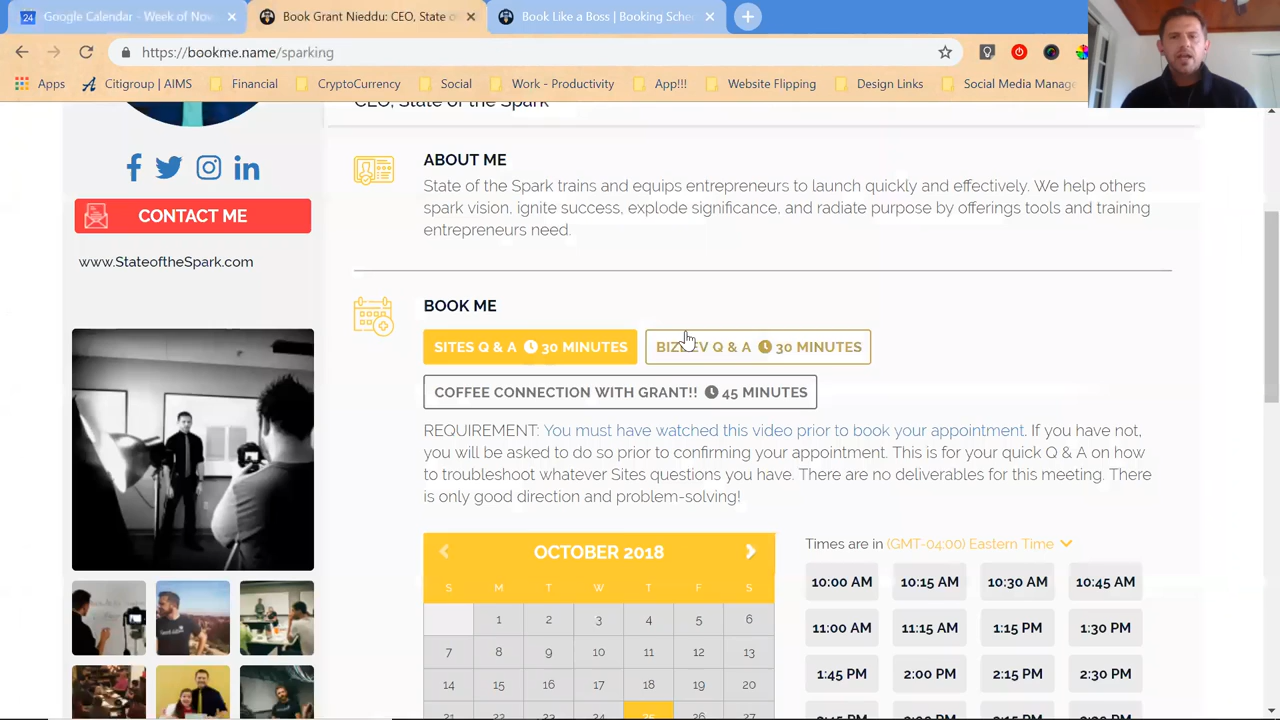 24 Google Calendar - Week of Nov
Book Grant Nieddu: CEO, State of
Book Like a Boss | Booking Sche
https://bookme.name/sparking
Apps
Citigroup | AIMS
Financial
CryptoCurrency
Social
Work - Productivity
App!!!
Website Flipping
Design Links
Social Media Manag
CEO, State of the Spark
CONTACT ME
www.StateoftheSpark.com
ABOUT ME
State of the Spark trains and equips entrepreneurs to launch quickly and effectively. We help others
spark vision, ignite success, explode significance, and radiate purpose by offerings tools and training
entrepreneurs need.
BOOK ME
SITES Q & A 30 MINUTES
Q & A 30 MINUTES
COFFEE CONNECTION WITH GRANT!! 45 MINUTES
REQUIREMENT: You must have watched this video prior to book your appointment. If you have not,
you will be asked to do so prior to confirming your appointment. This is for your quick Q & A on how
to troubleshoot whatever Sites questions you have. There are no deliverables for this meeting. There
is only good direction and problem-solving!
OCTOBER 2018
S M T W T F S
1 2 3 4 5 6
7 8 9 10 11 12 13
14 15 16 17 18 19 20
21 22 23 24 25 26 27
Times are in (GMT-04:00) Eastern Time
10:00 AM 10:15 AM 10:30 AM 10:45 AM
11:00 AM 11:15 AM 1:15 PM 1:30 PM
1:45 PM 2:00 PM 2:15 PM 2:30 PM